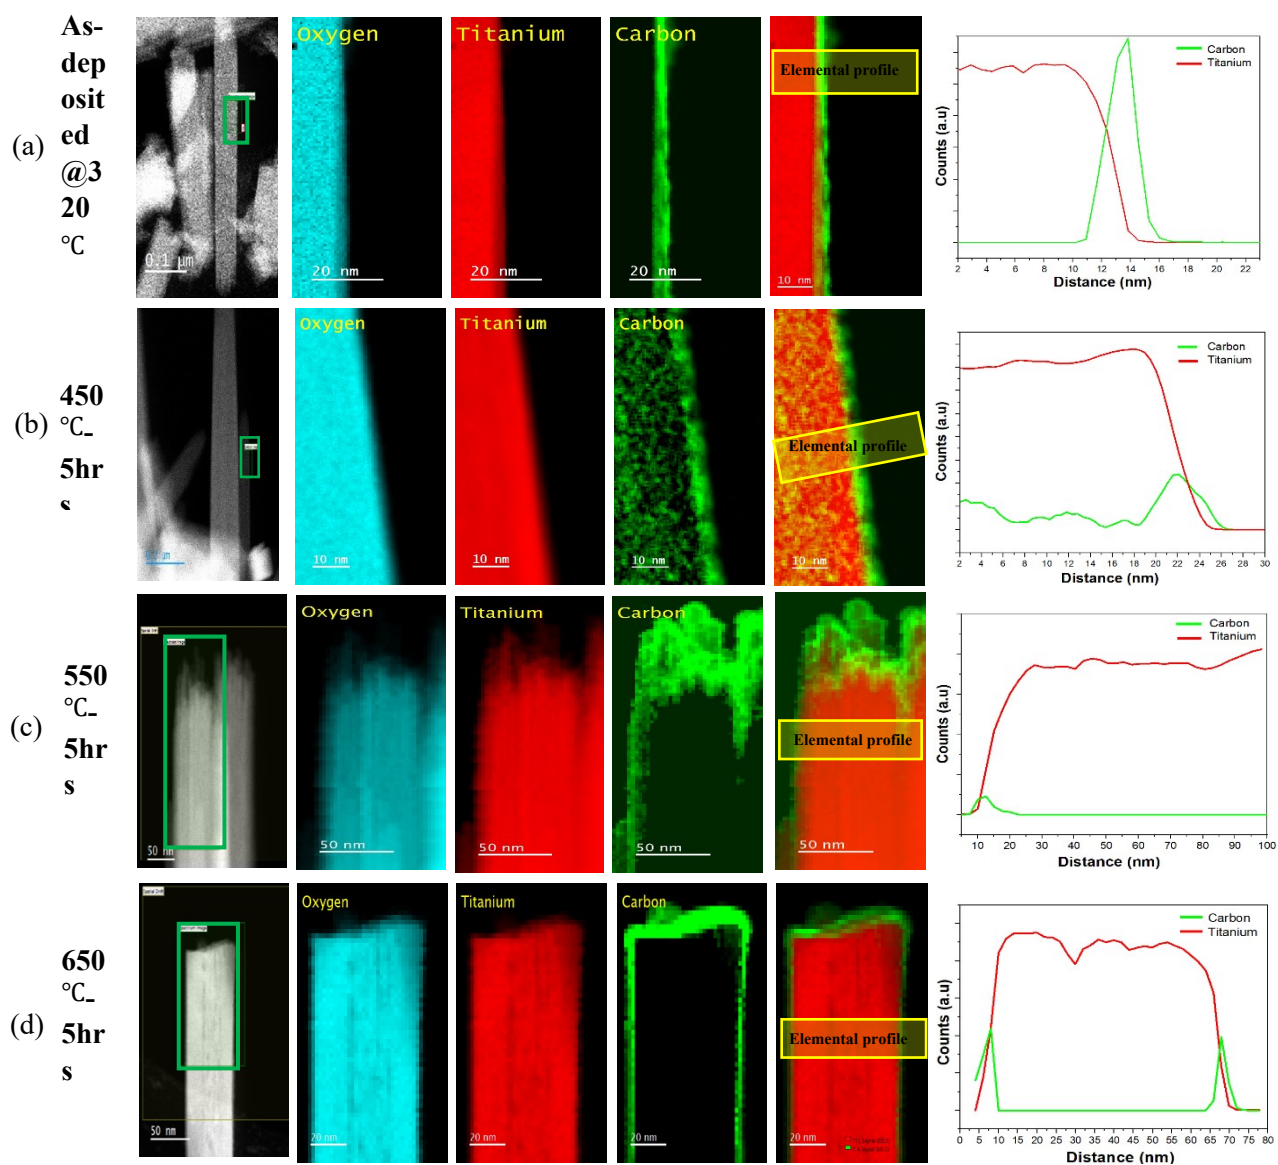 (a)
As-
dep
osit
ed
@3
20
℃
0.1 μm
Oxygen
20 nm
Titanium
20 nm
Carbon
20 nm
Elemental profile
10 nm
Carbon
Titanium
Counts (a.u)
2 4 6 8 10 12 14 16 18 20 22
Distance (nm)
(b)
450
℃_
5hr
s
Oxygen
10 nm
Titanium
10 nm
Carbon
10 nm
Elemental profile
10 nm
Carbon
Titanium
Counts (a.u)
2 4 6 8 10 12 14 16 18 20 22 24 26 28 30
Distance (nm)
(c)
550
℃_
5hr
s
50 nm
Oxygen
50 nm
Titanium
50 nm
Carbon
50 nm
Elemental profile
50 nm
Carbon
Titanium
Counts (a.u)
10 20 30 40 50 60 70 80 90 100
Distance (nm)
(d)
650
℃_
5hr
s
Spatial Drift
Spectrum Image
50 nm
Oxygen
20 nm
Titanium
20 nm
Carbon
20 nm
Elemental profile
20 nm
Carbon
Titanium
Counts (a.u)
0 5 10 15 20 25 30 35 40 45 50 55 60 65 70 75 80
Distance (nm)